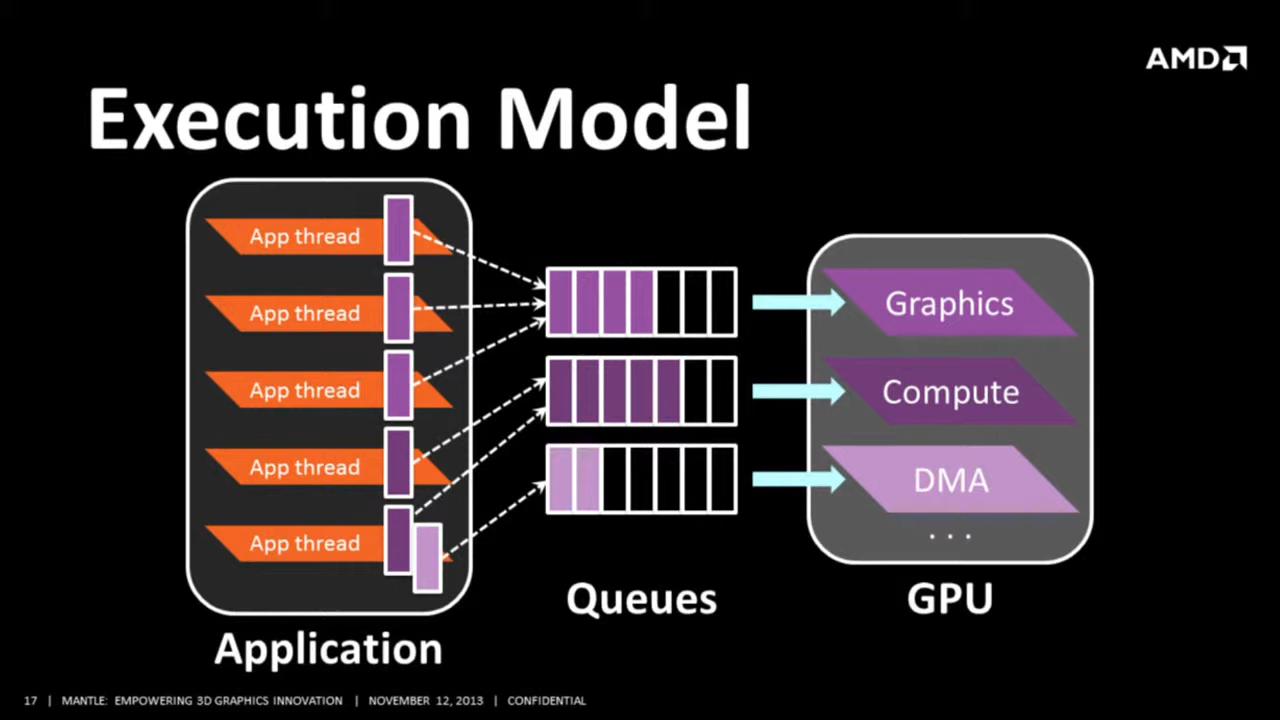 AMD
Execution Model
App thread
App thread
App thread
App thread
App thread
Application
Queues
Graphics
Compute
DMA
. . .
GPU
17 | MANTLE: EMPOWERING 3D GRAPHICS INNOVATION | NOVEMBER 12, 2013 | CONFIDENTIAL